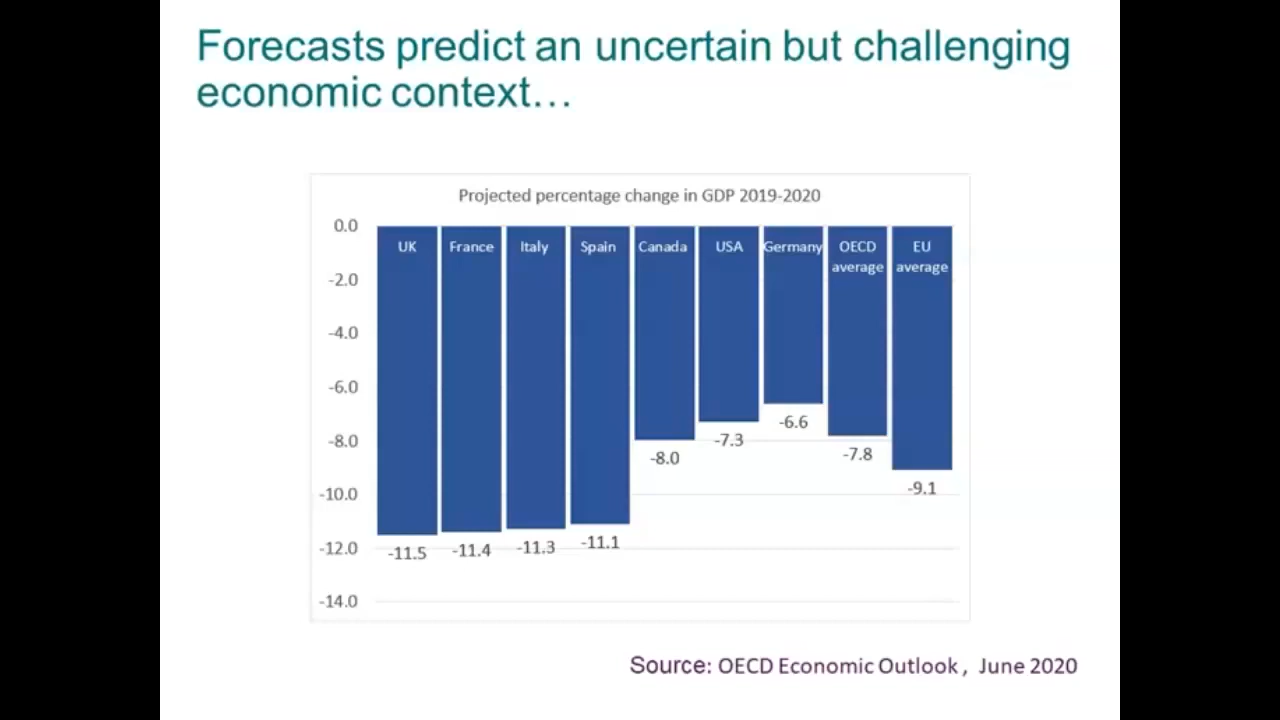 Forecasts predict an uncertain but challenging
economic context…
Projected percentage change in GDP 2019-2020
0.0
UK France Italy Spain Canada USA Germany OECD EU
average average
-2.0
-4.0
-6.0
-6.6
-7.3
-8.0
-7.8
-8.0
-9.1
-10.0
-11.5 -11.4 -11.3 -11.1
-12.0
-14.0
Source: OECD Economic Outlook , June 2020